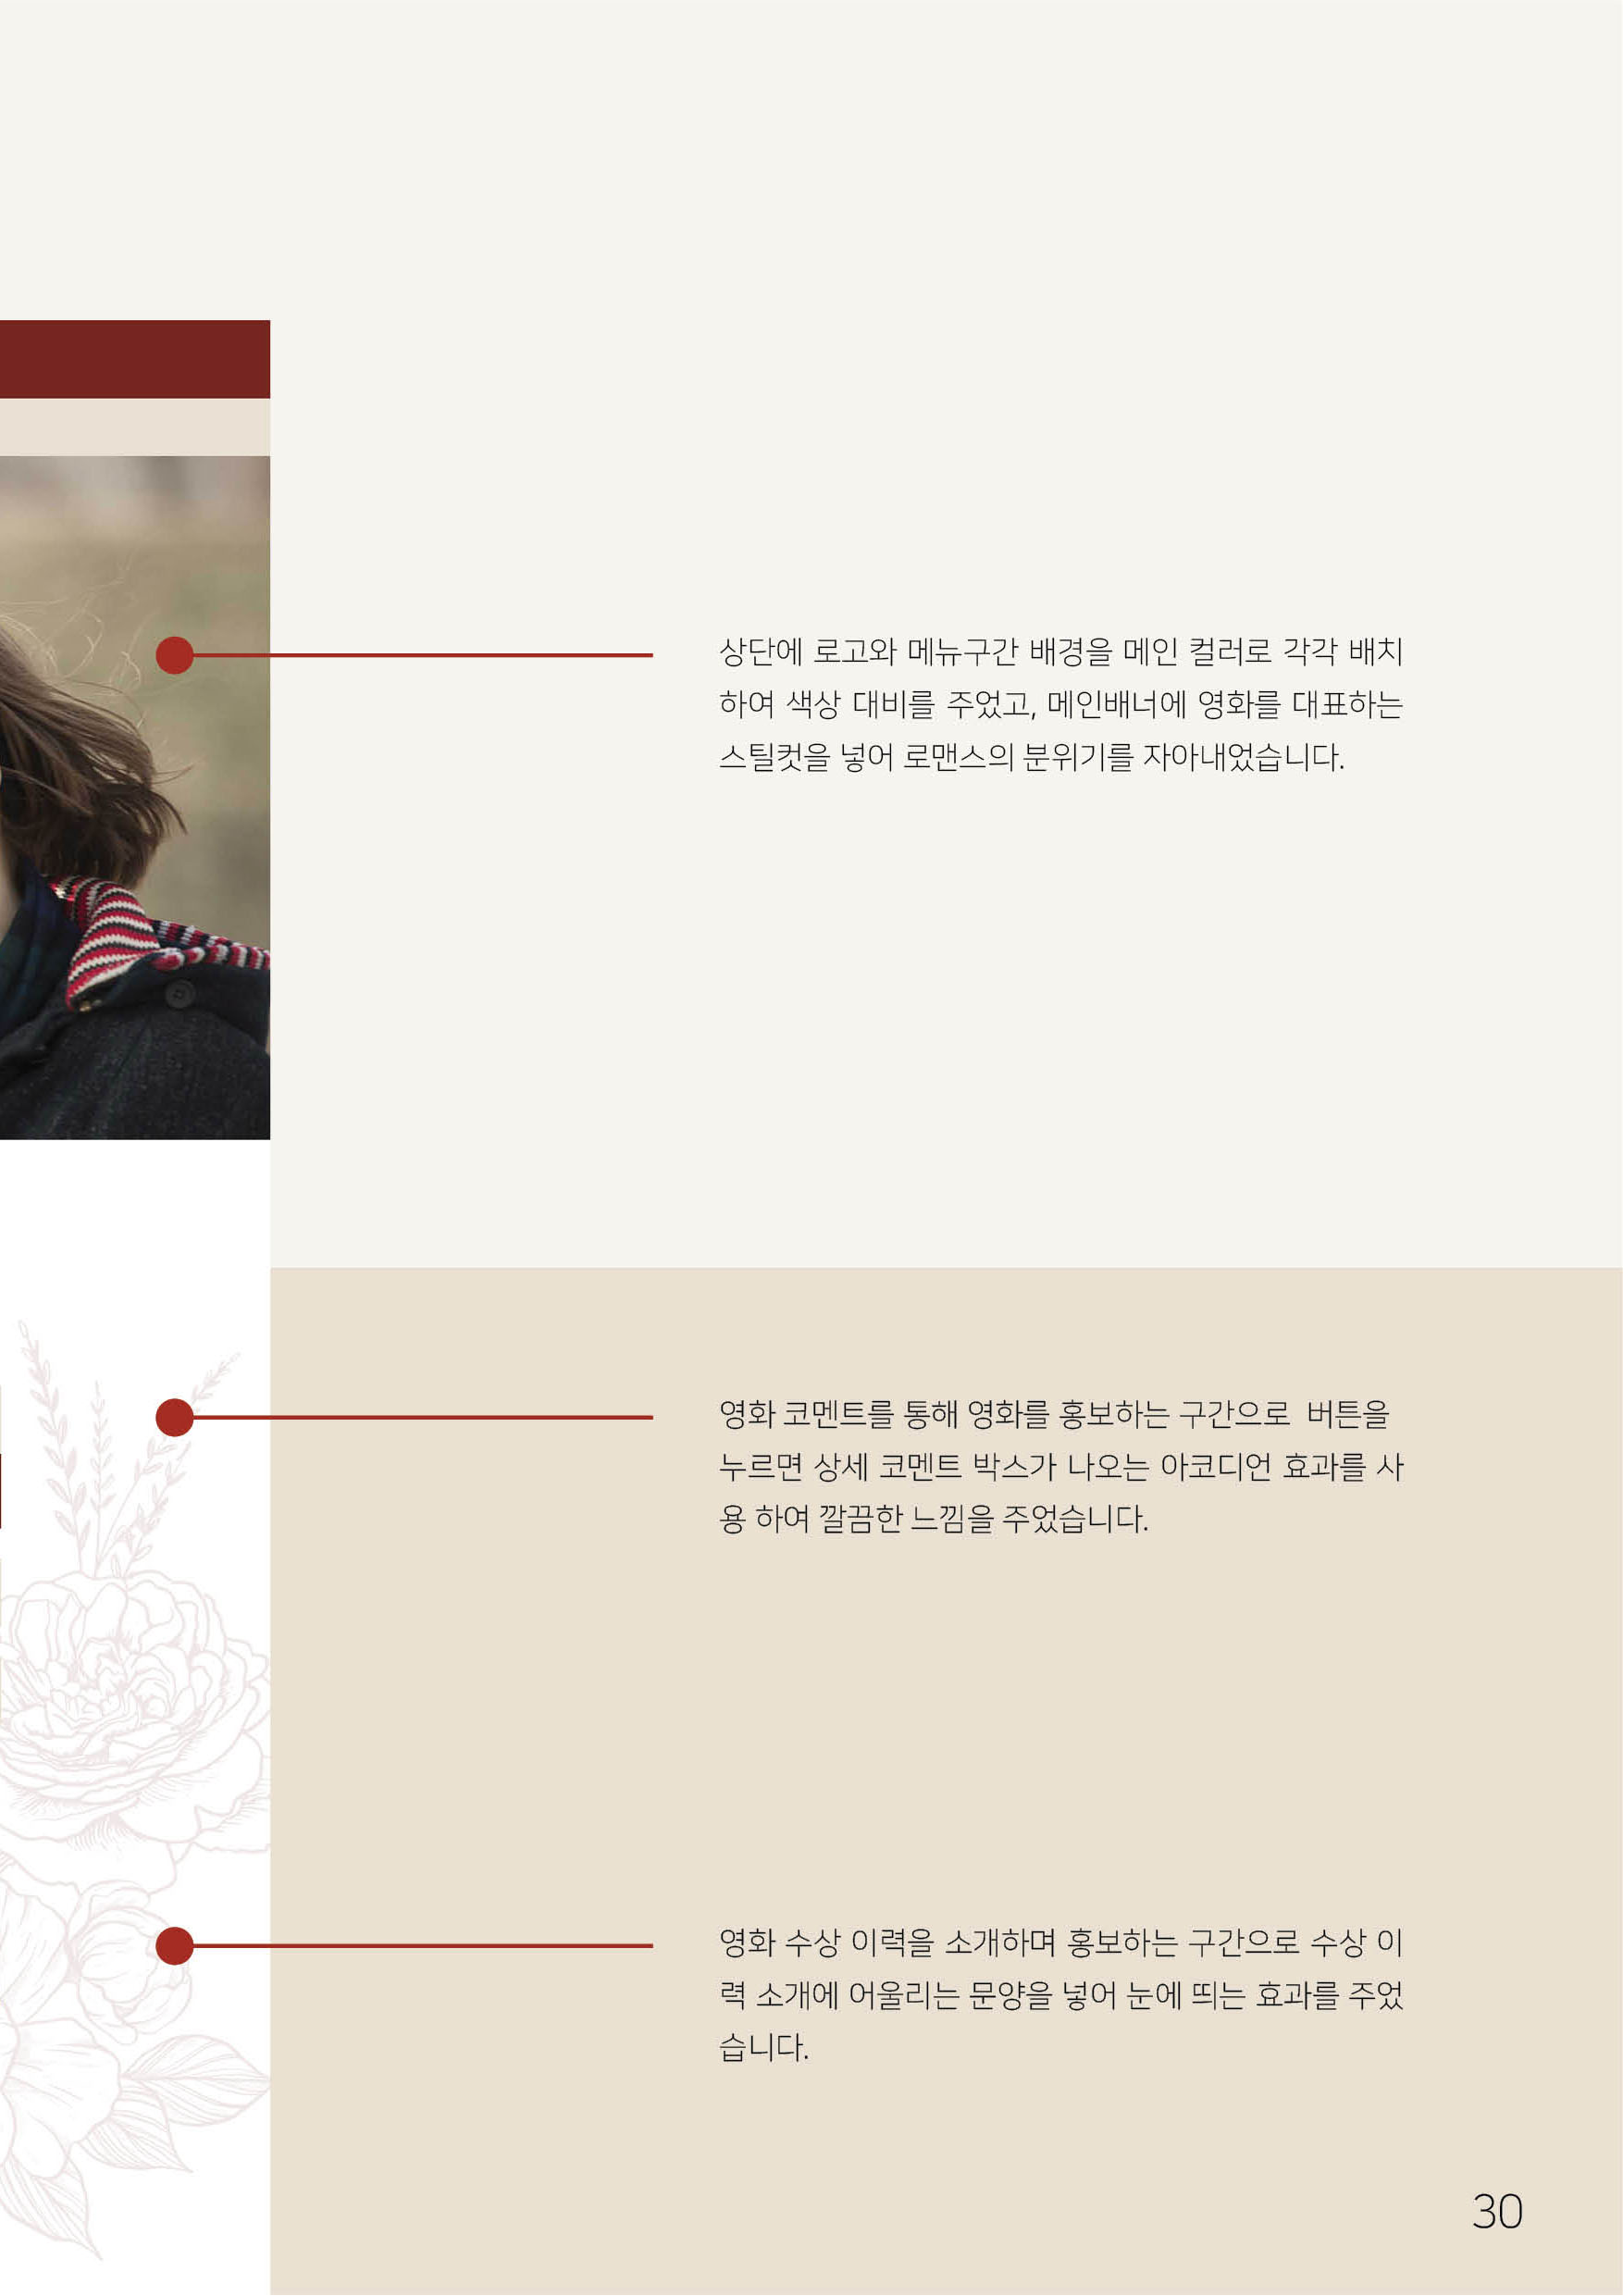 상단에 로고와 메뉴구간 배경을 메인 컬러로 각각 배치
하여 색상 대비를 주었고, 메인배너에 영화를 대표하는
스틸컷을 넣어 로맨스의 분위기를 자아내었습니다.
영화 코멘트를 통해 영화를 홍보하는 구간으로 버튼을
누르면 상세 코멘트 박스가 나오는 아코디언 효과를 사
용 하여 깔끔한 느낌을 주었습니다.
영화 수상 이력을 소개하며 홍보하는 구간으로 수상 이
력 소개에 어울리는 문양을 넣어 눈에 띄는 효과를 주었
습니다.
30